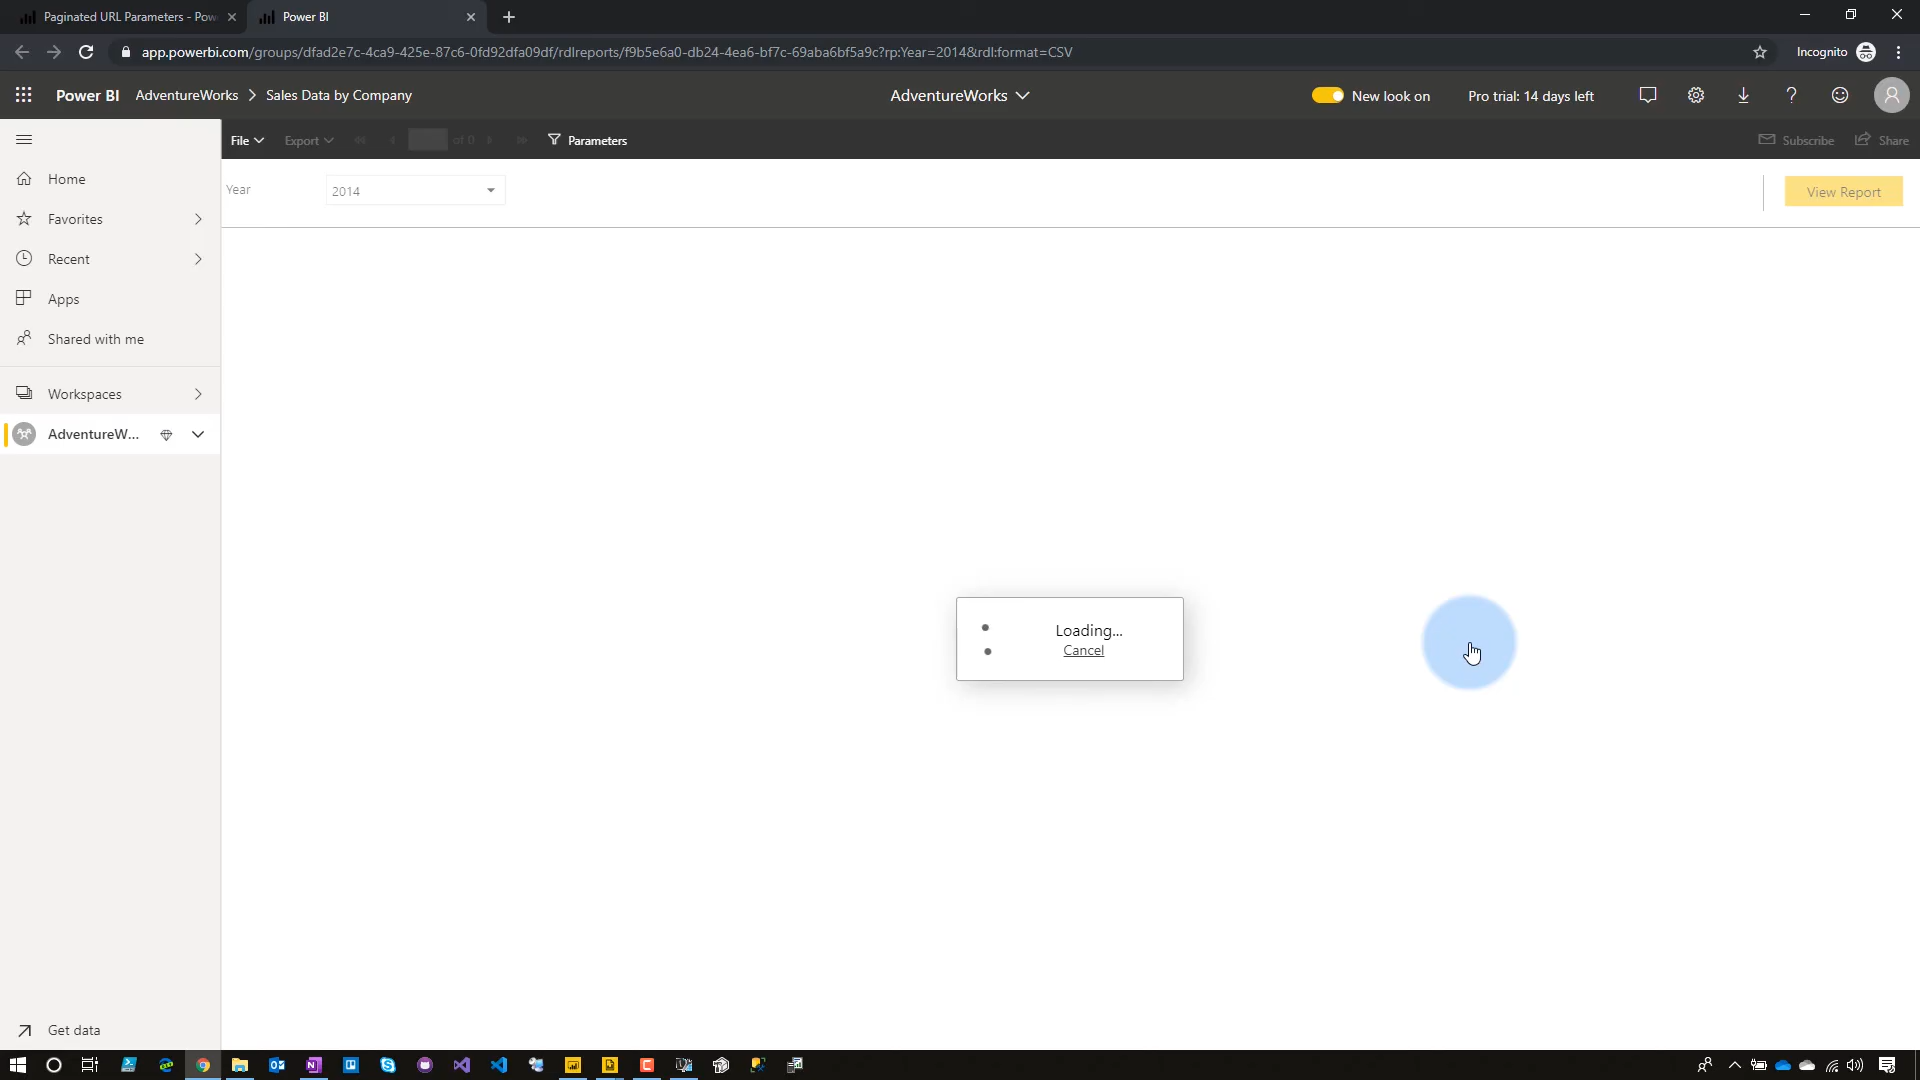 Paginated URL Parameters - Pow
Power BI
app.powerbi.com/groups/dfad2e7c-4ca9-425e-87c6-0fd92dfa09df/rdlreports/f9b5e6a0-db24-4ea6-bf7c-69aba6bf5a9c?rp:Year=2014&rdl:format=CSV
Incognito
Power BI AdventureWorks > Sales Data by Company
AdventureWorks
New look on
Pro trial: 14 days left
File
Export
of 0
Parameters
Subscribe
Share
Home
Favorites
Recent
Apps
Shared with me
Workspaces
AdventureW...
Get data
Year
2014
View Report
Loading...
Cancel